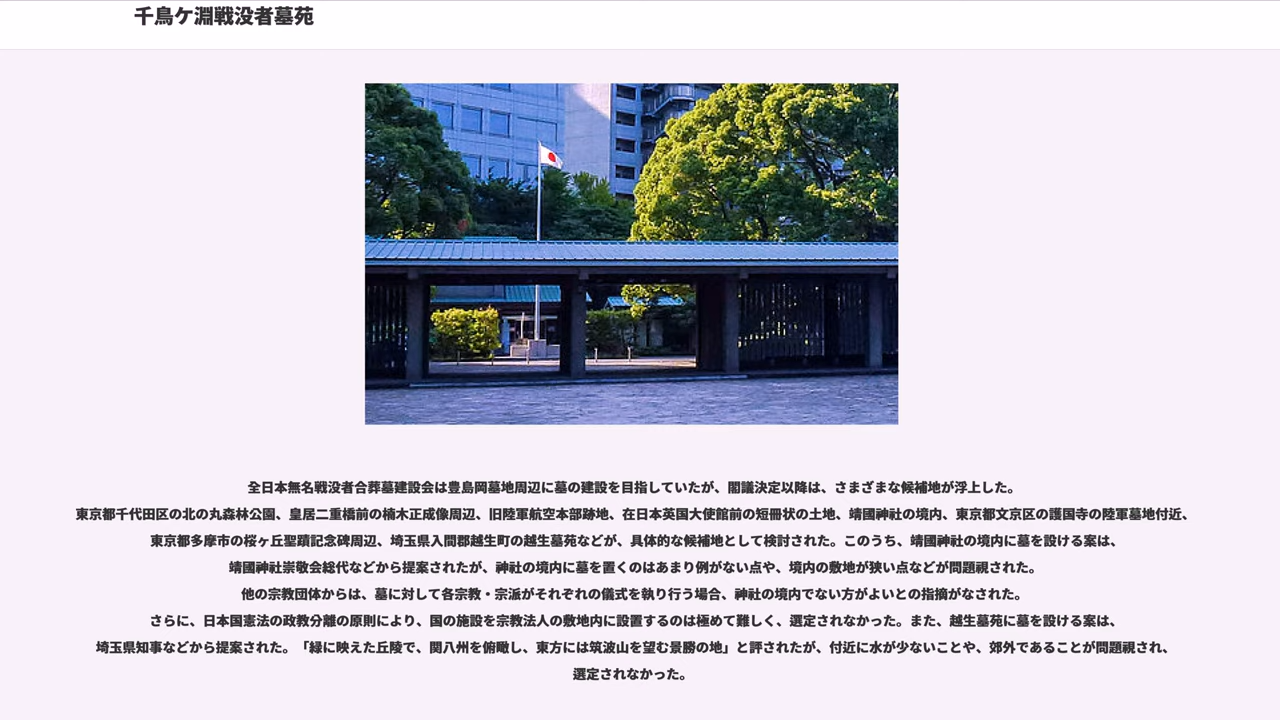 千鳥ケ淵戦没者墓苑
全日本無名戦没者合葬墓建設会は豊島岡墓地周辺に墓の建設を目指していたが、閣議決定以降は、さまざまな候補地が浮上した。
東京都千代田区の北の丸森林公園、皇居二重橋前の楠木正成像周辺、旧陸軍航空本部跡地、在日本英国大使館前の短冊状の土地、靖國神社の境内、東京都文京区の護国寺の陸軍墓地付近、
東京都多摩市の桜ヶ丘聖蹟記念碑周辺、埼玉県入間郡越生町の越生墓苑などが、具体的な候補地として検討された。このうち、靖國神社の境内に墓を設ける案は、
靖國神社崇敬会総代などから提案されたが、神社の境内に墓を置くのはあまり例がない点や、境内の敷地が狭い点などが問題視された。
他の宗教団体からは、墓に対して各宗教・宗派がそれぞれの儀式を執り行う場合、神社の境内でない方がよいとの指摘がなされた。
さらに、日本国憲法の政教分離の原則により、国の施設を宗教法人の敷地内に設置するのは極めて難しく、選定されなかった。また、越生墓苑に墓を設ける案は、
埼玉県知事などから提案された。「緑に映えた丘陵で、関八州を俯瞰し、東方には筑波山を望む景勝の地」と評されたが、付近に水が少ないことや、郊外であることが問題視され、
選定されなかった。